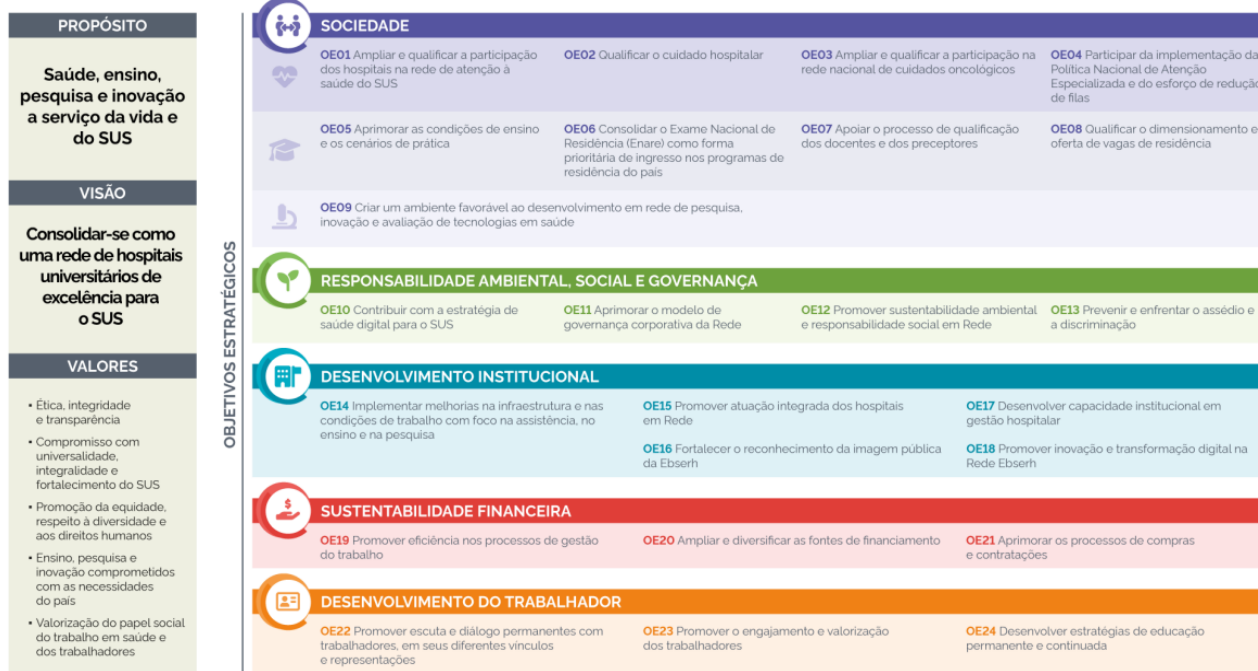 PROPÓSITO
Saúde, ensino,
pesquisa e inovação
a serviço da vida e
do SUS
VISÃO
Consolidar-se como
uma rede de hospitais
universitários de
excelência para
o SUS
VALORES
• Ética, integridade
e transparência
• Compromisso com
universalidade,
integralidade e
fortalecimento do SUS
• Promoção da equidade,
respeito à diversidade e
aos direitos humanos
• Ensino, pesquisa e
inovação comprometidos
com as necessidades
do país
• Valorização do papel social
do trabalho em saúde e
dos trabalhadores
OBJETIVOS ESTRATÉGICOS
SOCIEDADE
OE01 Ampliar e qualificar a participação
dos hospitais na rede de atenção à
saúde do SUS
OE02 Qualificar o cuidado hospitalar
OE03 Ampliar e qualificar a participação na
rede nacional de cuidados oncológicos
OE04 Participar da implementação da
Política Nacional de Atenção
Especializada e do esforço de redução
de filas
OE05 Aprimorar as condições de ensino
e os cenários de prática
OE06 Consolidar o Exame Nacional de
Residência (Enare) como forma
prioritária de ingresso nos programas de
residência do país
OE07 Apoiar o processo de qualificação
dos docentes e dos preceptores
OE08 Qualificar o dimensionamento e
oferta de vagas de residência
OE09 Criar um ambiente favorável ao desenvolvimento em rede de pesquisa,
inovação e avaliação de tecnologias em saúde
RESPONSABILIDADE AMBIENTAL, SOCIAL E GOVERNANÇA
OE10 Contribuir com a estratégia de
saúde digital para o SUS
OE11 Aprimorar o modelo de
governança corporativa da Rede
OE12 Promover sustentabilidade ambiental
e responsabilidade social em Rede
OE13 Prevenir e enfrentar o assédio e
a discriminação
DESENVOLVIMENTO INSTITUCIONAL
OE14 Implementar melhorias na infraestrutura e nas
condições de trabalho com foco na assistência, no
ensino e na pesquisa
OE15 Promover atuação integrada dos hospitais
em Rede
OE16 Fortalecer o reconhecimento da imagem pública
da Ebserh
OE17 Desenvolver capacidade institucional em
gestão hospitalar
OE18 Promover inovação e transformação digital na
Rede Ebserh
SUSTENTABILIDADE FINANCEIRA
OE19 Promover eficiência nos processos de gestão
do trabalho
OE20 Ampliar e diversificar as fontes de financiamento
OE21 Aprimorar os processos de compras
e contratações
DESENVOLVIMENTO DO TRABALHADOR
OE22 Promover escuta e diálogo permanentes com
trabalhadores, em seus diferentes vínculos
e representações
OE23 Promover o engajamento e valorização
dos trabalhadores
OE24 Desenvolver estratégias de educação
permanente e continuada